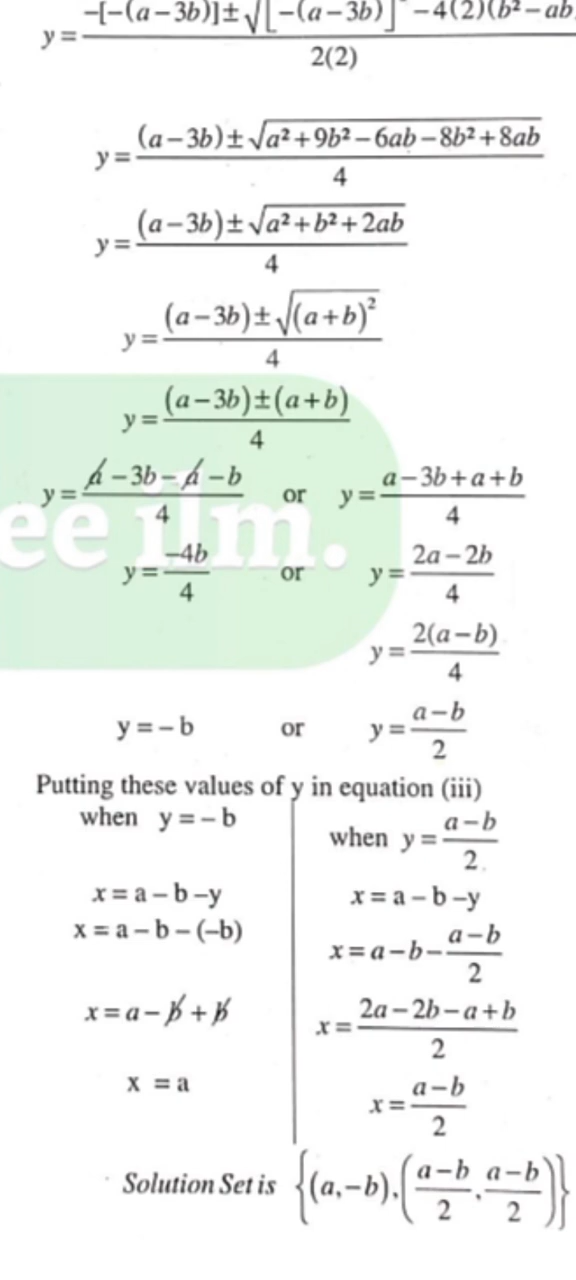 y = -[-(a-3b)] ± √[-(a-3b)] -4(2)(b²-ab / 2(2)
y = (a-3b) ± √a²+9b²-6ab-8b²+8ab / 4
y = (a-3b) ± √a²+b²+2ab / 4
y = (a-3b) ± √(a+b)² / 4
y = (a-3b)±(a+b) / 4
y = a-3b-a-b / 4 or y = a-3b+a+b / 4
ee ilm.
y = -4b / 4 or y = 2a-2b / 4
y = 2(a-b) / 4
y = -b or y = a-b / 2
Putting these values of y in equation (iii)
when y = -b
when y = a-b / 2
x = a-b-y
x = a-b-y
x = a-b-(-b)
x = a-b- a-b / 2
x = a-b+b
x = 2a-2b-a+b / 2
x = a
x = a-b / 2
Solution Set is {(a,-b),(a-b / 2, a-b / 2)}